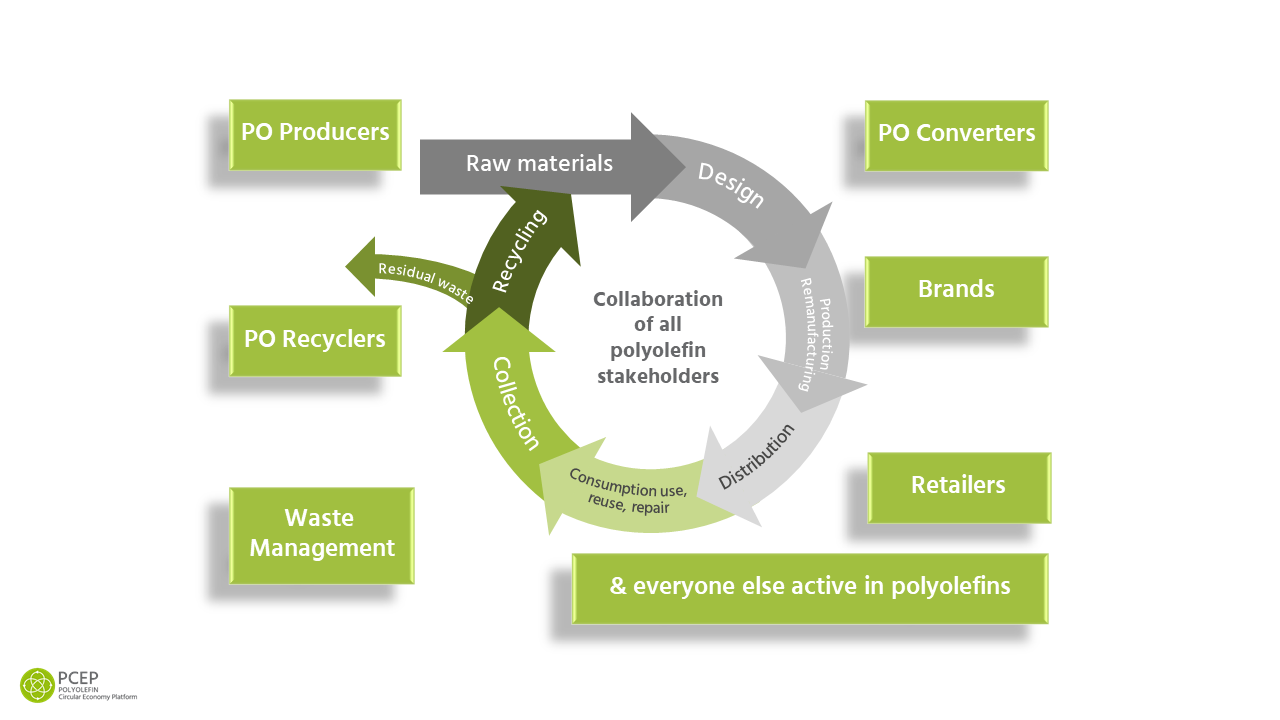 PO Producers
PO Converters
Raw materials
Design
Recycling
Residual waste
Brands
Production
Remanufacturing
Collaboration
of all
polyolefin
stakeholders
PO Recyclers
Collection
Distribution
Consumption use,
reuse, repair
Retailers
Waste
Management
& everyone else active in polyolefins
PCEP
POLYOLEFIN
Circular Economy Platform